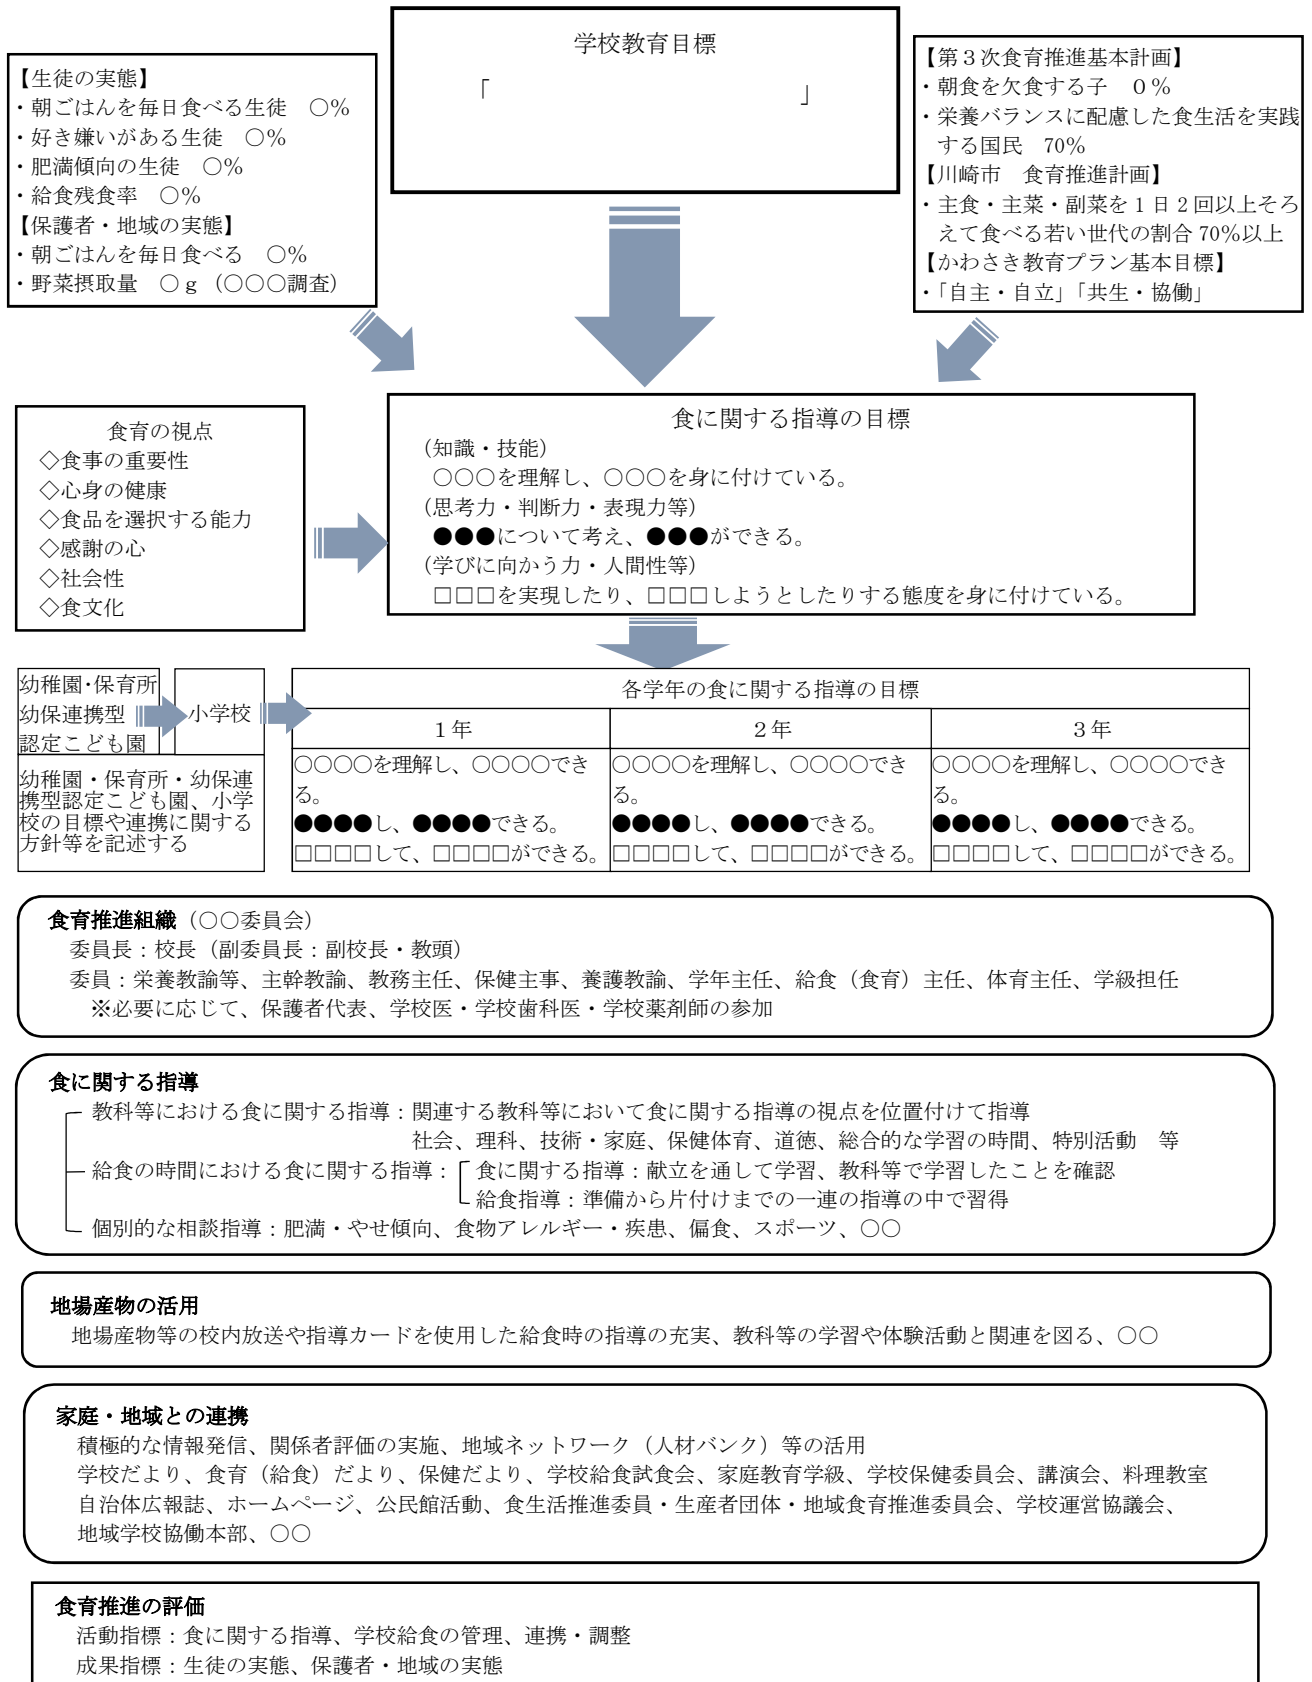 学校教育目標
「　　　　　　　　　　　　　　　」
【生徒の実態】
・朝ごはんを毎日食べる生徒　○%
・好き嫌いがある生徒　○%
・肥満傾向の生徒　○%
・給食残食率　○%
【保護者・地域の実態】
・朝ごはんを毎日食べる　○%
・野菜摂取量　○ｇ（○○○調査）
【第３次食育推進基本計画】
・朝食を欠食する子　０％
・栄養バランスに配慮した食生活を実践
する国民　70%
【川崎市　食育推進計画】
・主食・主菜・副菜を１日２回以上そろ
えて食べる若い世代の割合 70%以上
【かわさき教育プラン基本目標】
・「自主・自立」「共生・協働」
食育の視点
◇食事の重要性
◇心身の健康
◇食品を選択する能力
◇感謝の心
◇社会性
◇食文化
食に関する指導の目標
（知識・技能）
○○○を理解し、○○○を身に付けている。
（思考力・判断力・表現力等）
●●●について考え、●●●ができる。
（学びに向かう力・人間性等）
□□□を実現したり、□□□しようとしたりする態度を身に付けている。
幼稚園・保育所
幼保連携型
認定こども園
小学校
幼稚園・保育所・幼保連
携型認定こども園、小学
校の目標や連携に関する
方針等を記述する
各学年の食に関する指導の目標
１年
２年
３年
○○○○を理解し、○○○○でき
る。
●●●●し、●●●●できる。
□□□□して、□□□□ができる。
○○○○を理解し、○○○○でき
る。
●●●●し、●●●●できる。
□□□□して、□□□□ができる。
○○○○を理解し、○○○○でき
る。
●●●●し、●●●●できる。
□□□□して、□□□□ができる。
食育推進組織（○○委員会）
委員長：校長（副委員長：副校長・教頭）
委員：栄養教諭等、主幹教諭、教務主任、保健主事、養護教諭、学年主任、給食（食育）主任、体育主任、学級担任
※必要に応じて、保護者代表、学校医・学校歯科医・学校薬剤師の参加
食に関する指導
教科等における食に関する指導：関連する教科等において食に関する指導の視点を位置付けて指導
社会、理科、技術・家庭、保健体育、道徳、総合的な学習の時間、特別活動　等
給食の時間における食に関する指導：食に関する指導：献立を通して学習、教科等で学習したことを確認
給食指導：準備から片付けまでの一連の指導の中で習得
個別的な相談指導：肥満・やせ傾向、食物アレルギー・疾患、偏食、スポーツ、○○
地場産物の活用
地場産物等の校内放送や指導カードを使用した給食時の指導の充実、教科等の学習や体験活動と関連を図る、○○
家庭・地域との連携
積極的な情報発信、関係者評価の実施、地域ネットワーク（人材バンク）等の活用
学校だより、食育（給食）だより、保健だより、学校給食試食会、家庭教育学級、学校保健委員会、講演会、料理教室
自治体広報誌、ホームページ、公民館活動、食生活推進委員・生産者団体・地域食育推進委員会、学校運営協議会、
地域学校協働本部、○○
食育推進の評価
活動指標：食に関する指導、学校給食の管理、連携・調整
成果指標：生徒の実態、保護者・地域の実態